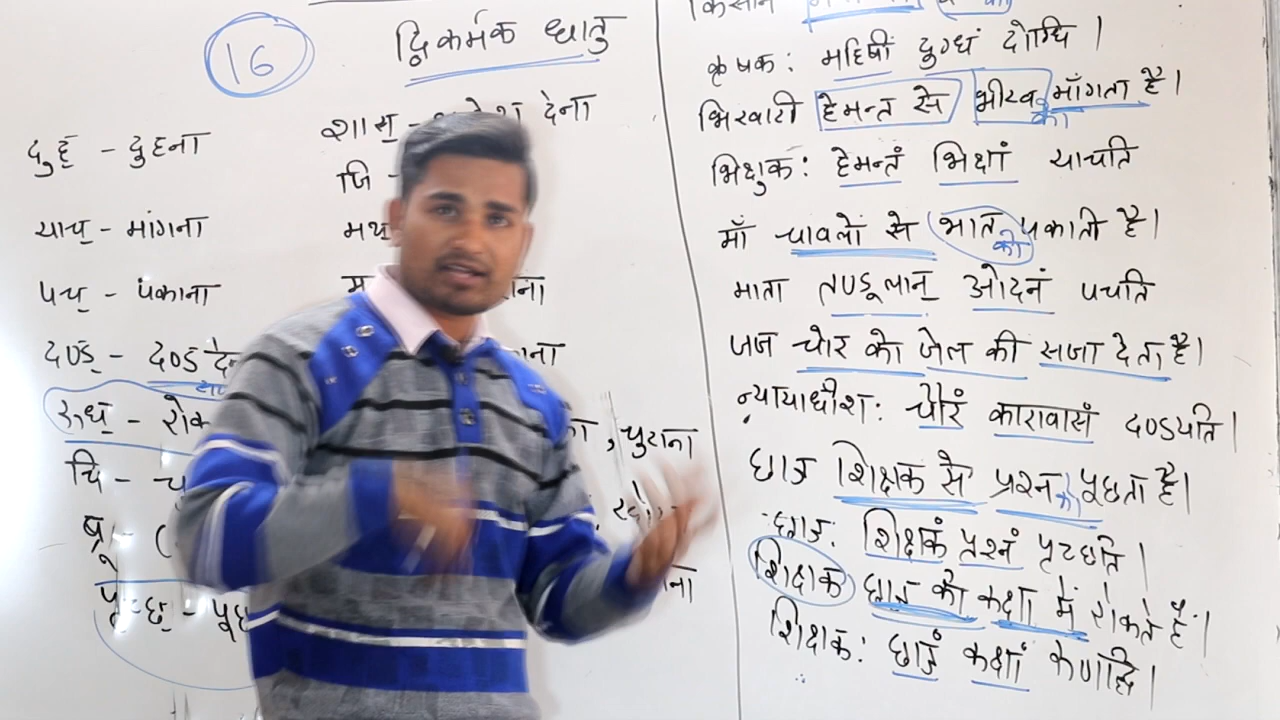 16
द्विकर्मक धातु
दुह् - दुहना
याच् - मांगना
पच् - पकाना
दण्ड् - दण्ड
रुध् -
चि -
ब्रू - (
शास् - देना
जि -
मथ्
, चुराना
किसान
कृषक: महिषीं दुग्धं दोग्धि।
भिखारी हेमन्त से भीख माँगता है।
का
भिक्षुक: हेमन्तं भिक्षां याचति
माँ चावलों से भात पकाती है।
को
माता तण्डूलान् ओदनं पचति
जज चोर को जेल की सजा देता है।
न्यायाधीश: चौरं कारावासं दण्डयति।
छात्र शिक्षक से प्रश्न पूछता है।
छात्र: शिक्षकं प्रश्नं पृच्छति।
शिक्षक छात्र को कक्षा में रोकते हैं।
शिक्षक: छात्रं कक्षां रुणद्धि।